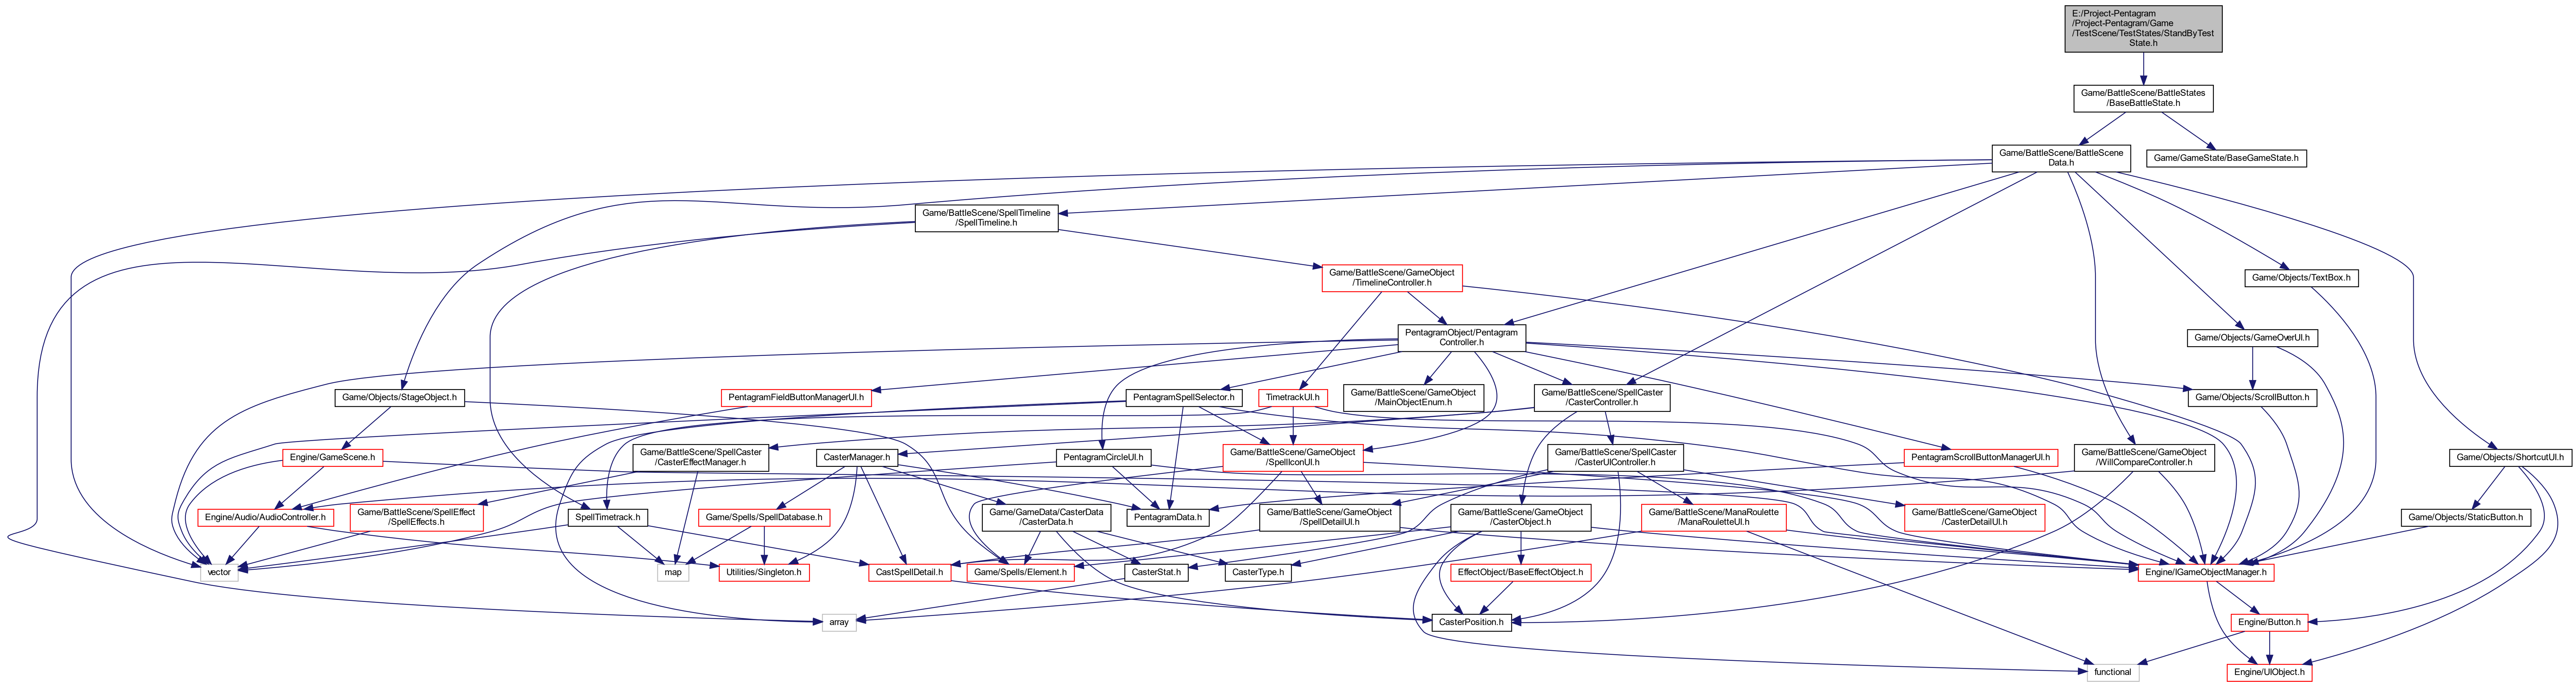 E:/Project-Pentagram
/Project-Pentagram/Game
/TestScene/TestStates/StandByTest
State.h
Game/BattleScene/BattleStates
/BaseBattleState.h
Game/BattleScene/BattleScene
Data.h
Game/GameState/BaseGameState.h
Game/BattleScene/SpellTimeline
/SpellTimeline.h
Game/BattleScene/GameObject
/TimelineController.h
Game/Objects/TextBox.h
PentagramObject/Pentagram
Controller.h
Game/Objects/GameOverUI.h
Game/Objects/StageObject.h
PentagramFieldButtonManagerUI.h
Game/BattleScene/GameObject
/MainObjectEnum.h
Game/BattleScene/SpellCaster
/CasterController.h
PentagramSpellSelector.h
TimetrackUI.h
Game/Objects/ScrollButton.h
Engine/GameScene.h
Game/BattleScene/SpellCaster
/CasterEffectManager.h
CasterManager.h
PentagramCircleUI.h
Game/BattleScene/GameObject
/SpellIconUI.h
Game/BattleScene/SpellCaster
/CasterUIController.h
PentagramScrollButtonManagerUI.h
Game/BattleScene/GameObject
/WillCompareController.h
Game/Objects/ShortcutUI.h
Engine/Audio/AudioController.h
Game/BattleScene/SpellEffect
/SpellEffects.h
SpellTimetrack.h
Game/Spells/SpellDatabase.h
Game/GameData/CasterData
/CasterData.h
PentagramData.h
Game/BattleScene/GameObject
/SpellDetailUI.h
Game/BattleScene/GameObject
/CasterObject.h
Game/BattleScene/ManaRoulette
/ManaRouletteUI.h
Game/BattleScene/GameObject
/CasterDetailUI.h
Game/Objects/StaticButton.h
vector
map
Utilities/Singleton.h
CastSpellDetail.h
Game/Spells/Element.h
CasterStat.h
CasterType.h
EffectObject/BaseEffectObject.h
Engine/IGameObjectManager.h
array
CasterPosition.h
Engine/Button.h
functional
Engine/UIObject.h